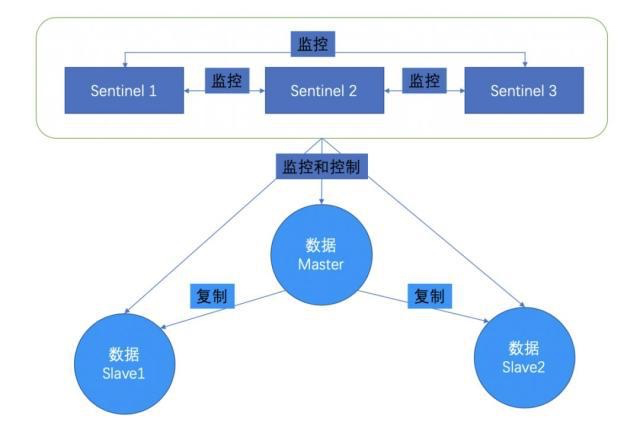 监控
Sentinel 1
监控
Sentinel 2
监控
Sentinel 3
监控和控制
数据
Master
复制
复制
数据
Slave1
数据
Slave2